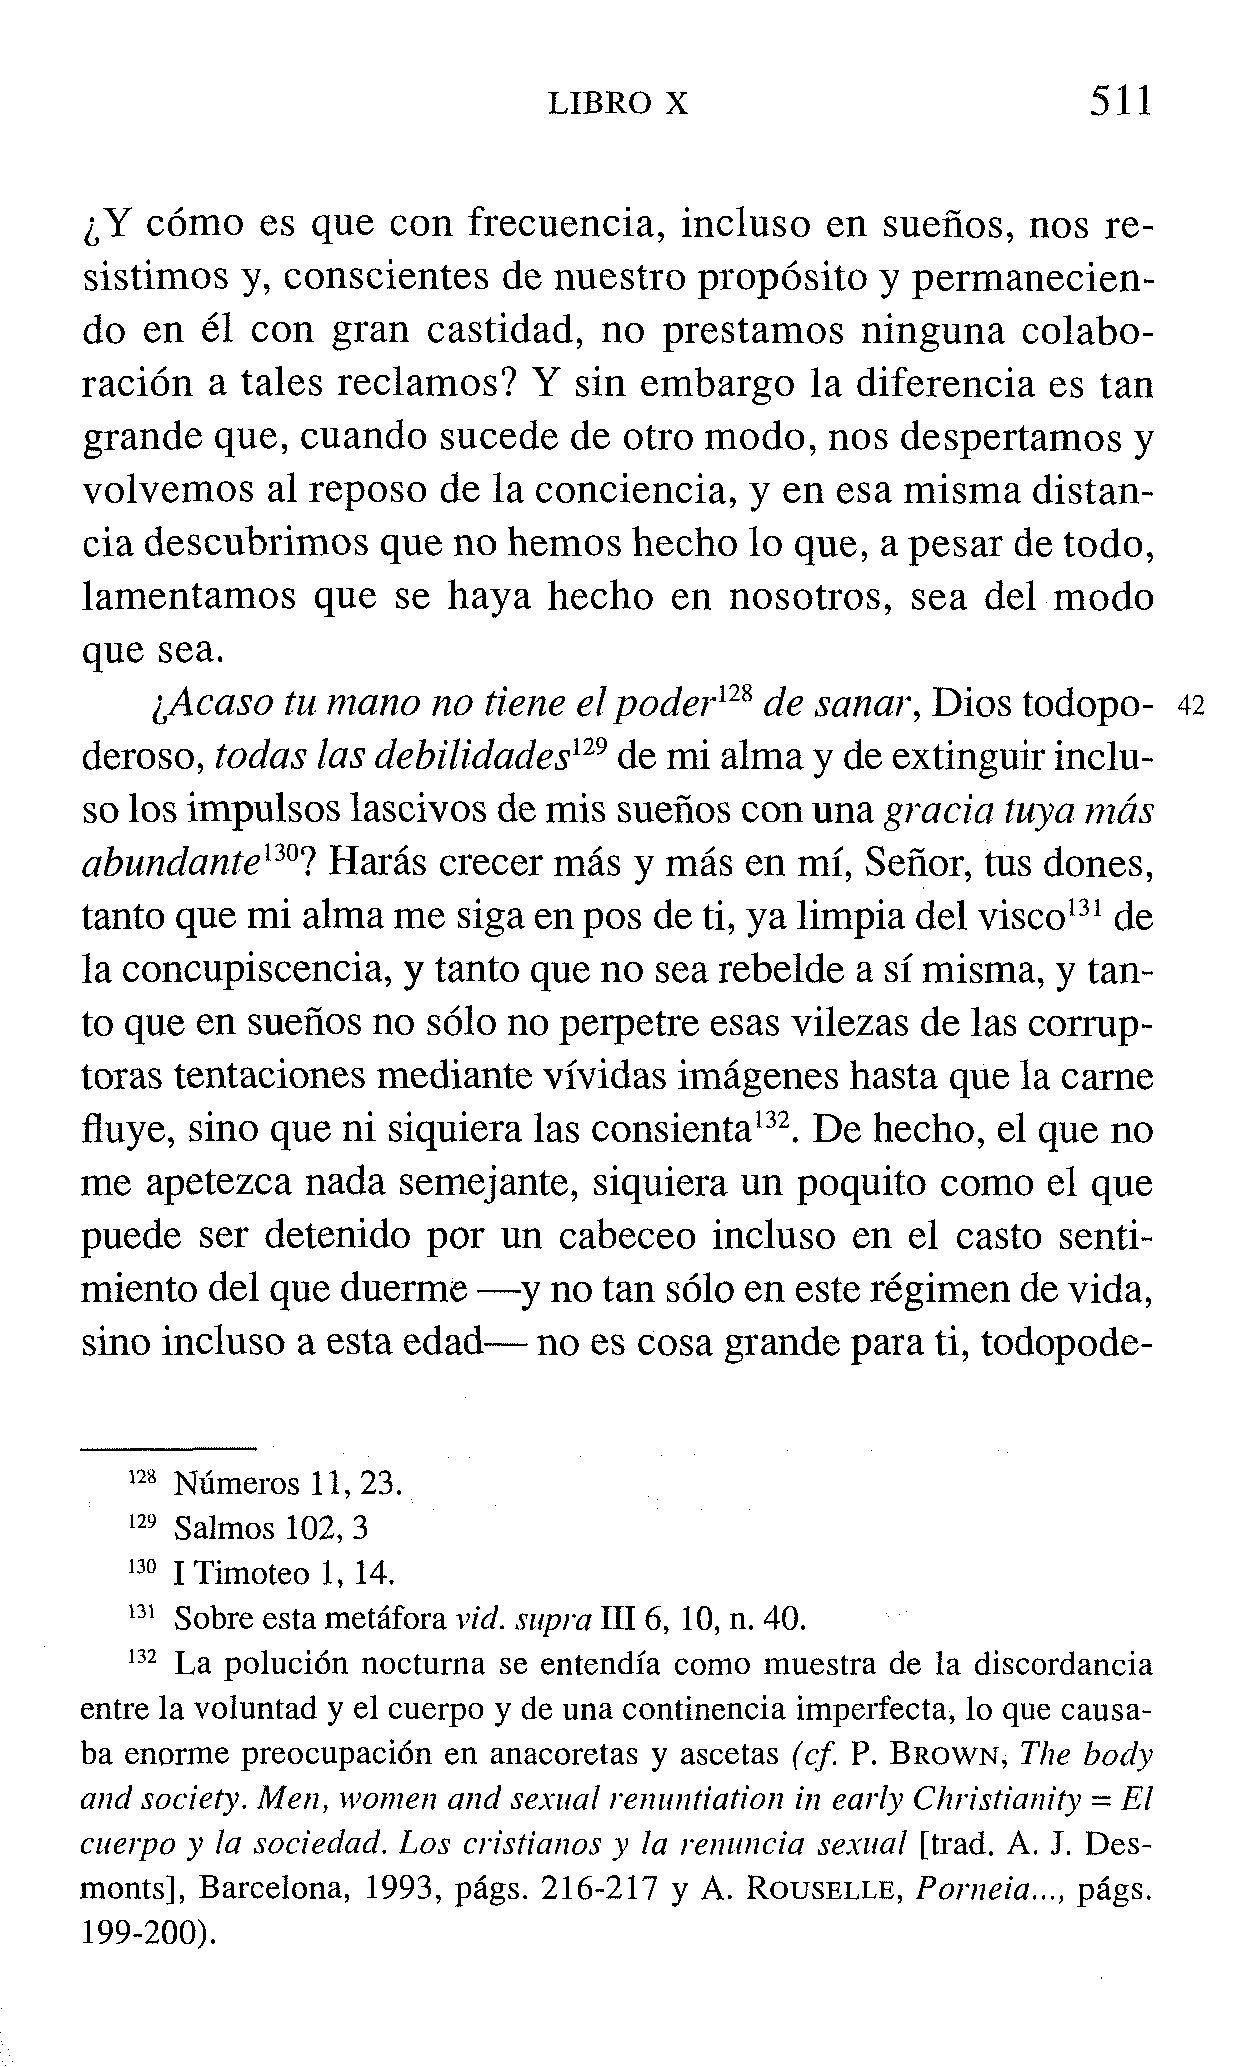 LIBRO X 511
¿Y cómo es que con frecuencia, incluso en sueños, nos re-
sistimos y, conscientes de nuestro propósito y permanecien-
do en él con gran castidad, no prestamos ninguna colabo-
ración a tales reclamos? Y sin embargo la diferencia es tan
grande que, cuando sucede de otro modo, nos despertamos y
volvemos al reposo de la conciencia, y en esa misma distan-
cia descubrimos que no hemos hecho lo que, a pesar de todo,
lamentamos que se haya hecho en nosotros, sea del modo
que sea.
¿Acaso tu mano no tiene el poder¹²⁸ de sanar, Dios todopo- 42
deroso, todas las debilidades¹²⁹ de mi alma y de extinguir inclu-
so los impulsos lascivos de mis sueños con una gracia tuya más
abundante¹³⁰? Harás crecer más y más en mí, Señor, tus dones,
tanto que mi alma me siga en pos de ti, ya limpia del visco¹³¹ de
la concupiscencia, y tanto que no sea rebelde a sí misma, y tan-
to que en sueños no sólo no perpetre esas vilezas de las corrup-
toras tentaciones mediante vívidas imágenes hasta que la carne
fluye, sino que ni siquiera las consienta¹³². De hecho, el que no
me apetezca nada semejante, siquiera un poquito como el que
puede ser detenido por un cabeceo incluso en el casto senti-
miento del que duerme —y no tan sólo en este régimen de vida,
sino incluso a esta edad— no es cosa grande para ti, todopode-
¹²⁸ Números 11, 23.
¹²⁹ Salmos 102, 3
¹³⁰ I Timoteo 1, 14.
¹³¹ Sobre esta metáfora vid. supra III 6, 10, n. 40.
¹³² La polución nocturna se entendía como muestra de la discordancia
entre la voluntad y el cuerpo y de una continencia imperfecta, lo que causa-
ba enorme preocupación en anacoretas y ascetas (cf. P. BROWN, The body
and society. Men, women and sexual renuntiation in early Christianity = El
cuerpo y la sociedad. Los cristianos y la renuncia sexual [trad. A. J. Des-
monts], Barcelona, 1993, págs. 216-217 y A. ROUSELLE, Porneia..., págs.
199-200).